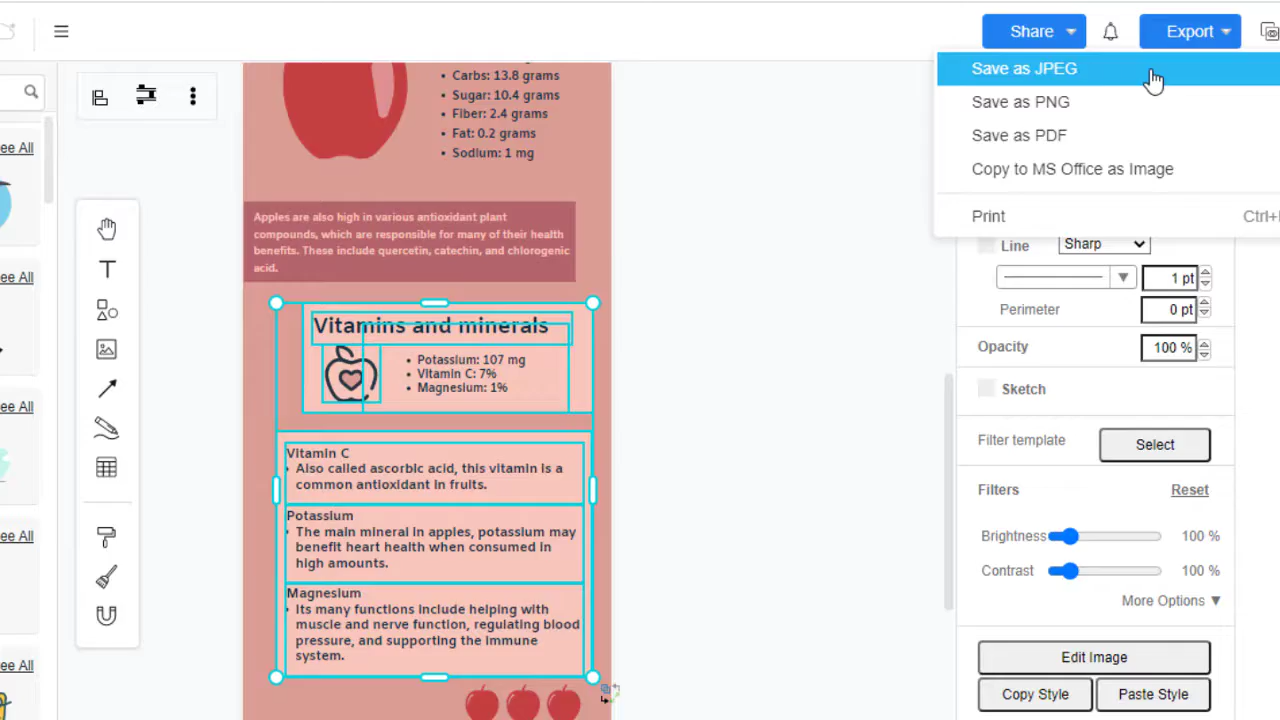 Share
Export
Save as JPEG
Save as PNG
Save as PDF
Copy to MS Office as Image
Print
• Carbs: 13.8 grams
• Sugar: 10.4 grams
• Fiber: 2.4 grams
• Fat: 0.2 grams
• Sodium: 1 mg
Apples are also high in various antioxidant plant
compounds, which are responsible for many of their health
benefits. These include quercetin, catechin, and chlorogenic
acid.
Vitamins and minerals
• Potassium: 107 mg
• Vitamin C: 7%
• Magnesium: 1%
Vitamin C
• Also called ascorbic acid, this vitamin is a
common antioxidant in fruits.
Potassium
• The main mineral in apples, potassium may
benefit heart health when consumed in
high amounts.
Magnesium
• Its many functions include helping with
muscle and nerve function, regulating blood
pressure, and supporting the immune
system.
ee All
ee All
ee All
ee All
ee All
Line Sharp
1 pt
Perimeter 0 pt
Opacity 100 %
Sketch
Filter template Select
Filters Reset
Brightness 100 %
Contrast 100 %
More Options ▼
Edit Image
Copy Style Paste Style